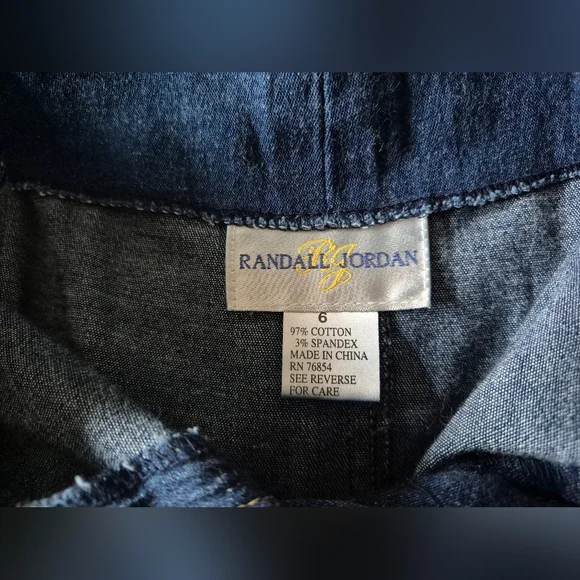 RJ
RANDALL JORDAN
6
97% COTTON
3% SPANDEX
MADE IN CHINA
RN 76854
SEE REVERSE
FOR CARE